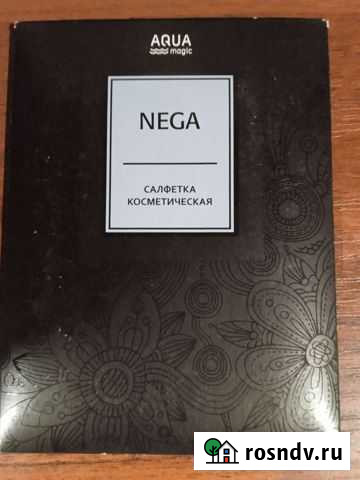 AQUA
magic
NEGA
САЛФЕТКА
КОСМЕТИЧЕСКАЯ
rosndv.ru